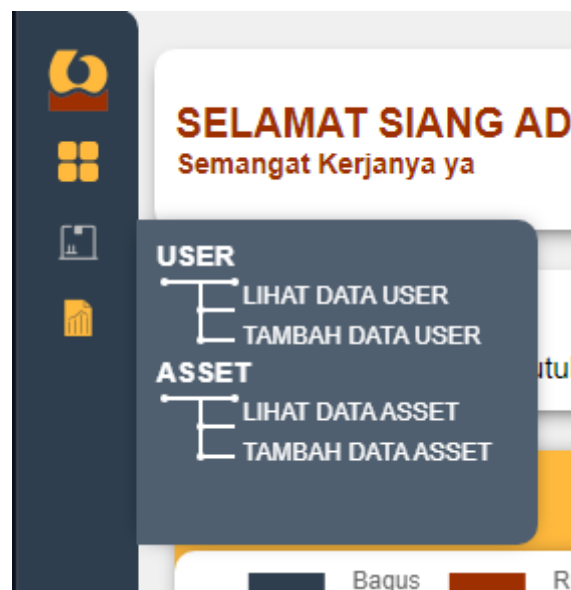 SELAMAT SIANG AD
Semangat Kerjanya ya
USER
LIHAT DATA USER
TAMBAH DATA USER
ASSET
LIHAT DATA ASSET
TAMBAH DATA ASSET
Bagus